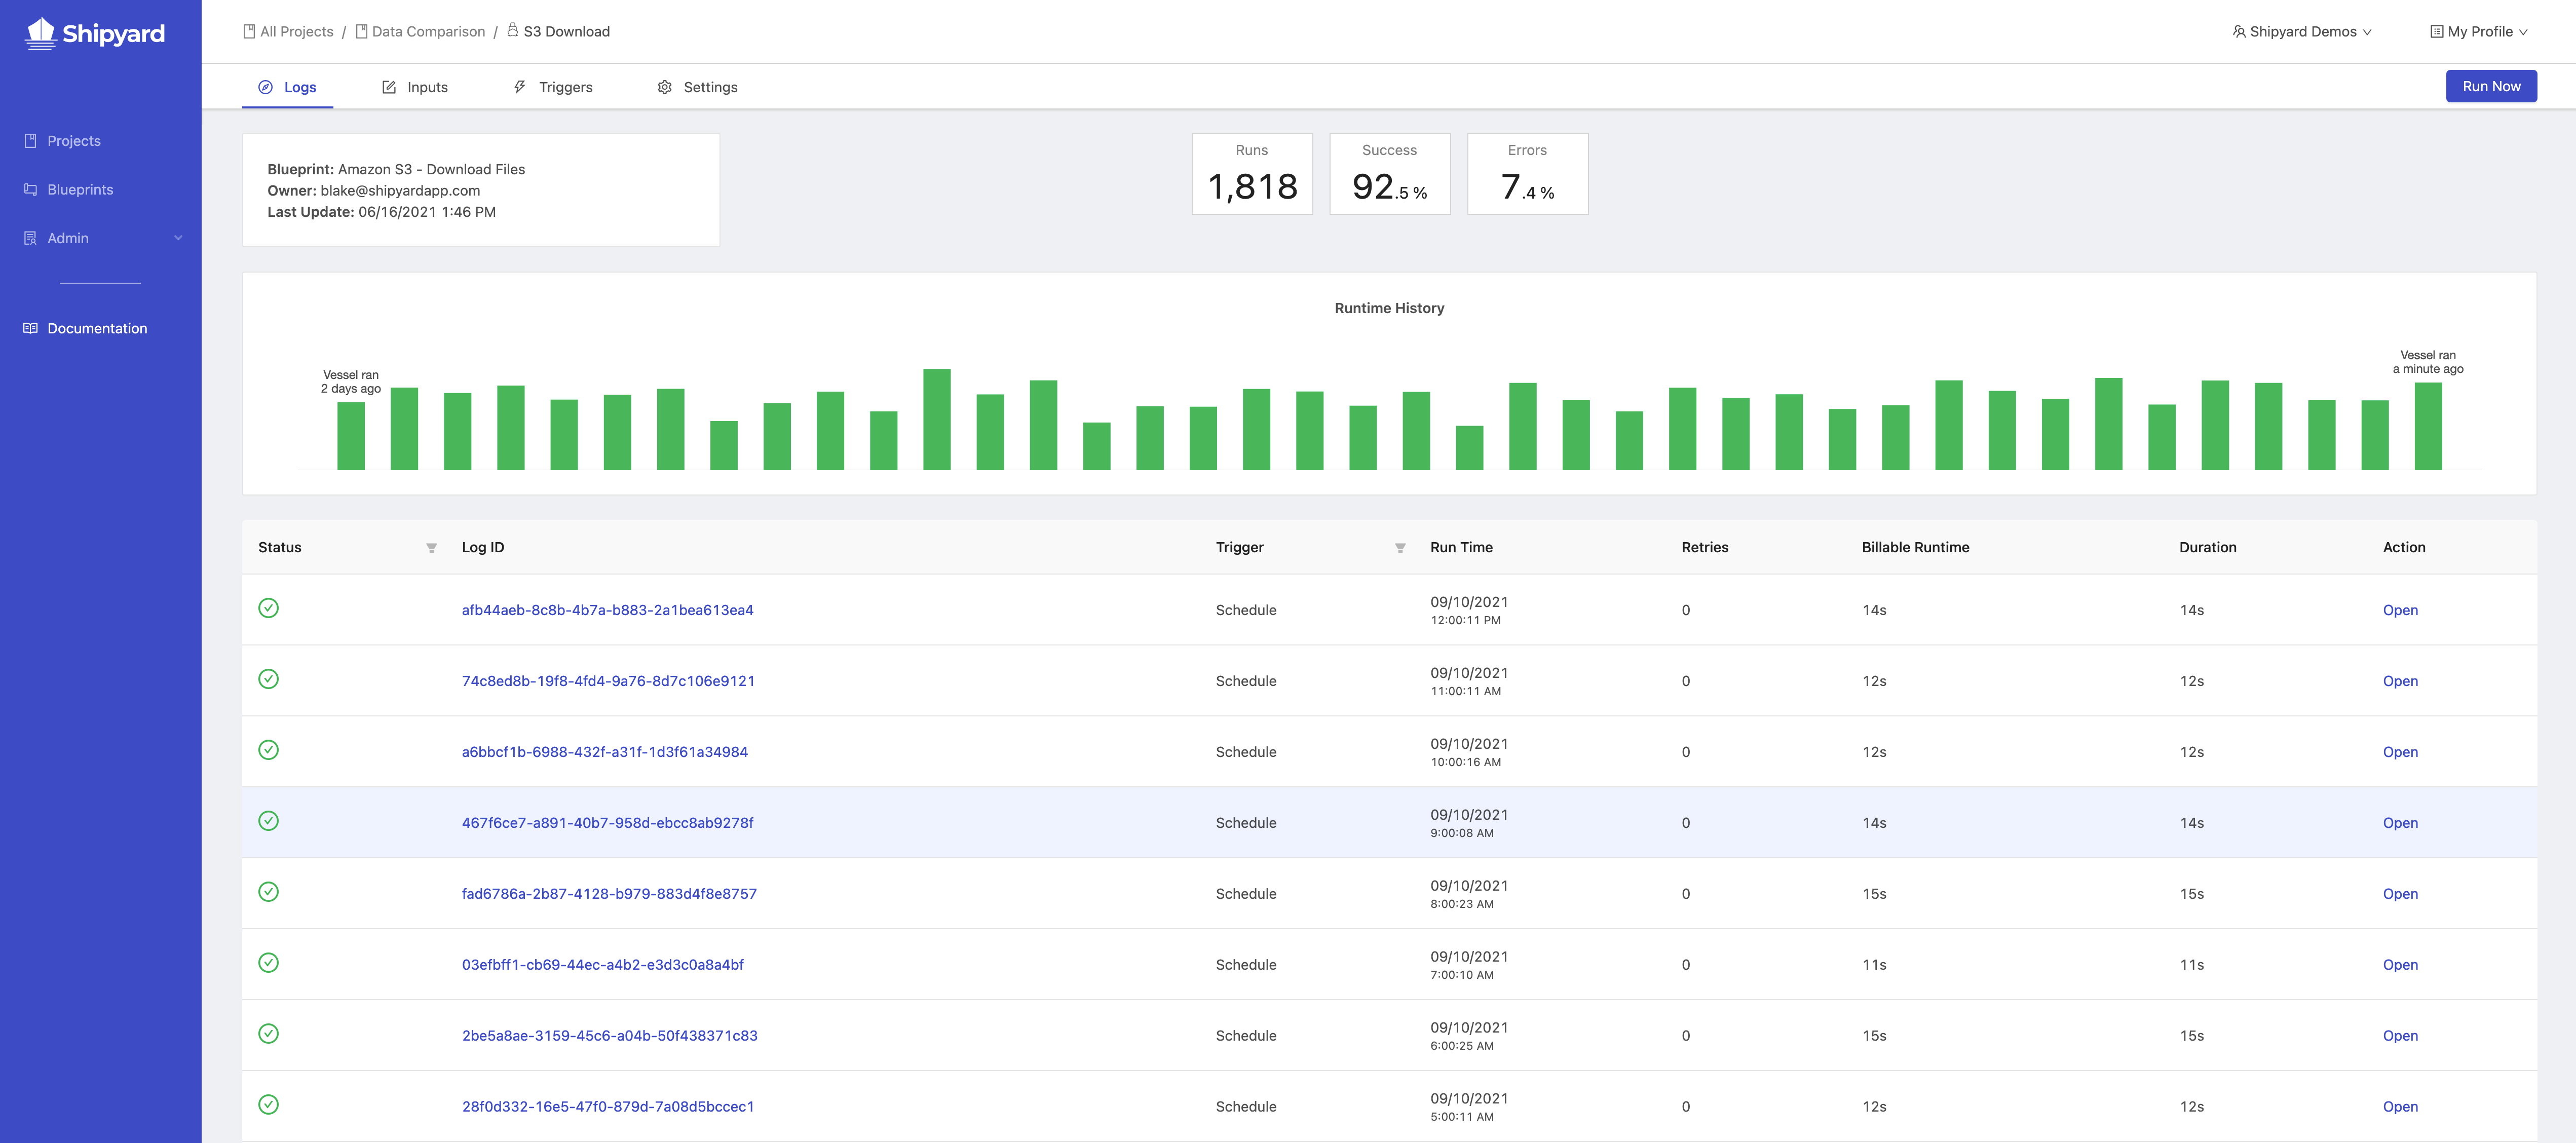 Shipyard
All Projects / Data Comparison / S3 Download
Shipyard Demos
My Profile
Logs
Inputs
Triggers
Settings
Run Now
Projects
Blueprints
Admin
Documentation
Blueprint: Amazon S3 - Download Files
Owner: blake@shipyardapp.com
Last Update: 06/16/2021 1:46 PM
Runs
1,818
Success
92.5 %
Errors
7.4 %
Runtime History
Vessel ran
2 days ago
Vessel ran
a minute ago
Status Log ID Trigger Run Time Retries Billable Runtime Duration Action
afb44aeb-8c8b-4b7a-b883-2a1bea613ea4 Schedule 09/10/2021 0 14s 14s Open
12:00:11 PM
74c8ed8b-19f8-4fd4-9a76-8d7c106e9121 Schedule 09/10/2021 0 12s 12s Open
11:00:11 AM
a6bbcf1b-6988-432f-a31f-1d3f61a34984 Schedule 09/10/2021 0 12s 12s Open
10:00:16 AM
467f6ce7-a891-40b7-958d-ebcc8ab9278f Schedule 09/10/2021 0 14s 14s Open
9:00:08 AM
fad6786a-2b87-4128-b979-883d4f8e8757 Schedule 09/10/2021 0 15s 15s Open
8:00:23 AM
03efbff1-cb69-44ec-a4b2-e3d3c0a8a4bf Schedule 09/10/2021 0 11s 11s Open
7:00:10 AM
2be5a8ae-3159-45c6-a04b-50f438371c83 Schedule 09/10/2021 0 15s 15s Open
6:00:25 AM
28f0d332-16e5-47f0-879d-7a08d5bccec1 Schedule 09/10/2021 0 12s 12s Open
5:00:11 AM